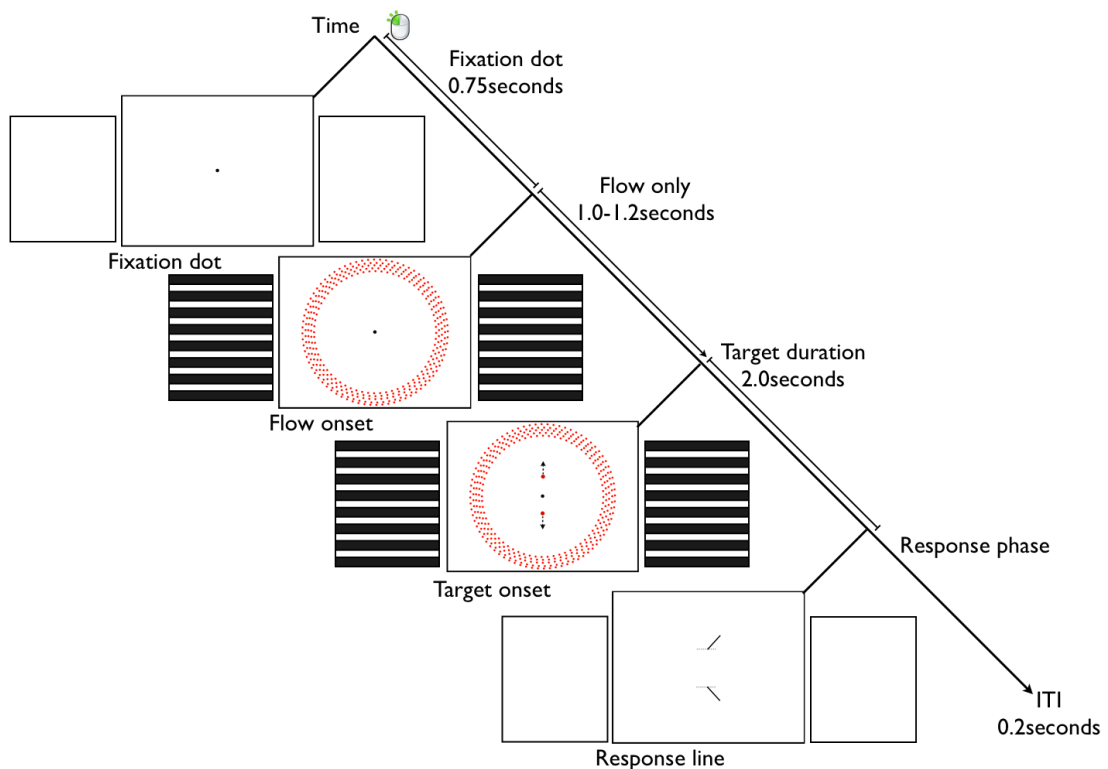 Time
Fixation dot
0.75seconds
Flow only
1.0-1.2seconds
Fixation dot
Target duration
2.0seconds
Flow onset
Response phase
Target onset
ITI
0.2seconds
Response line